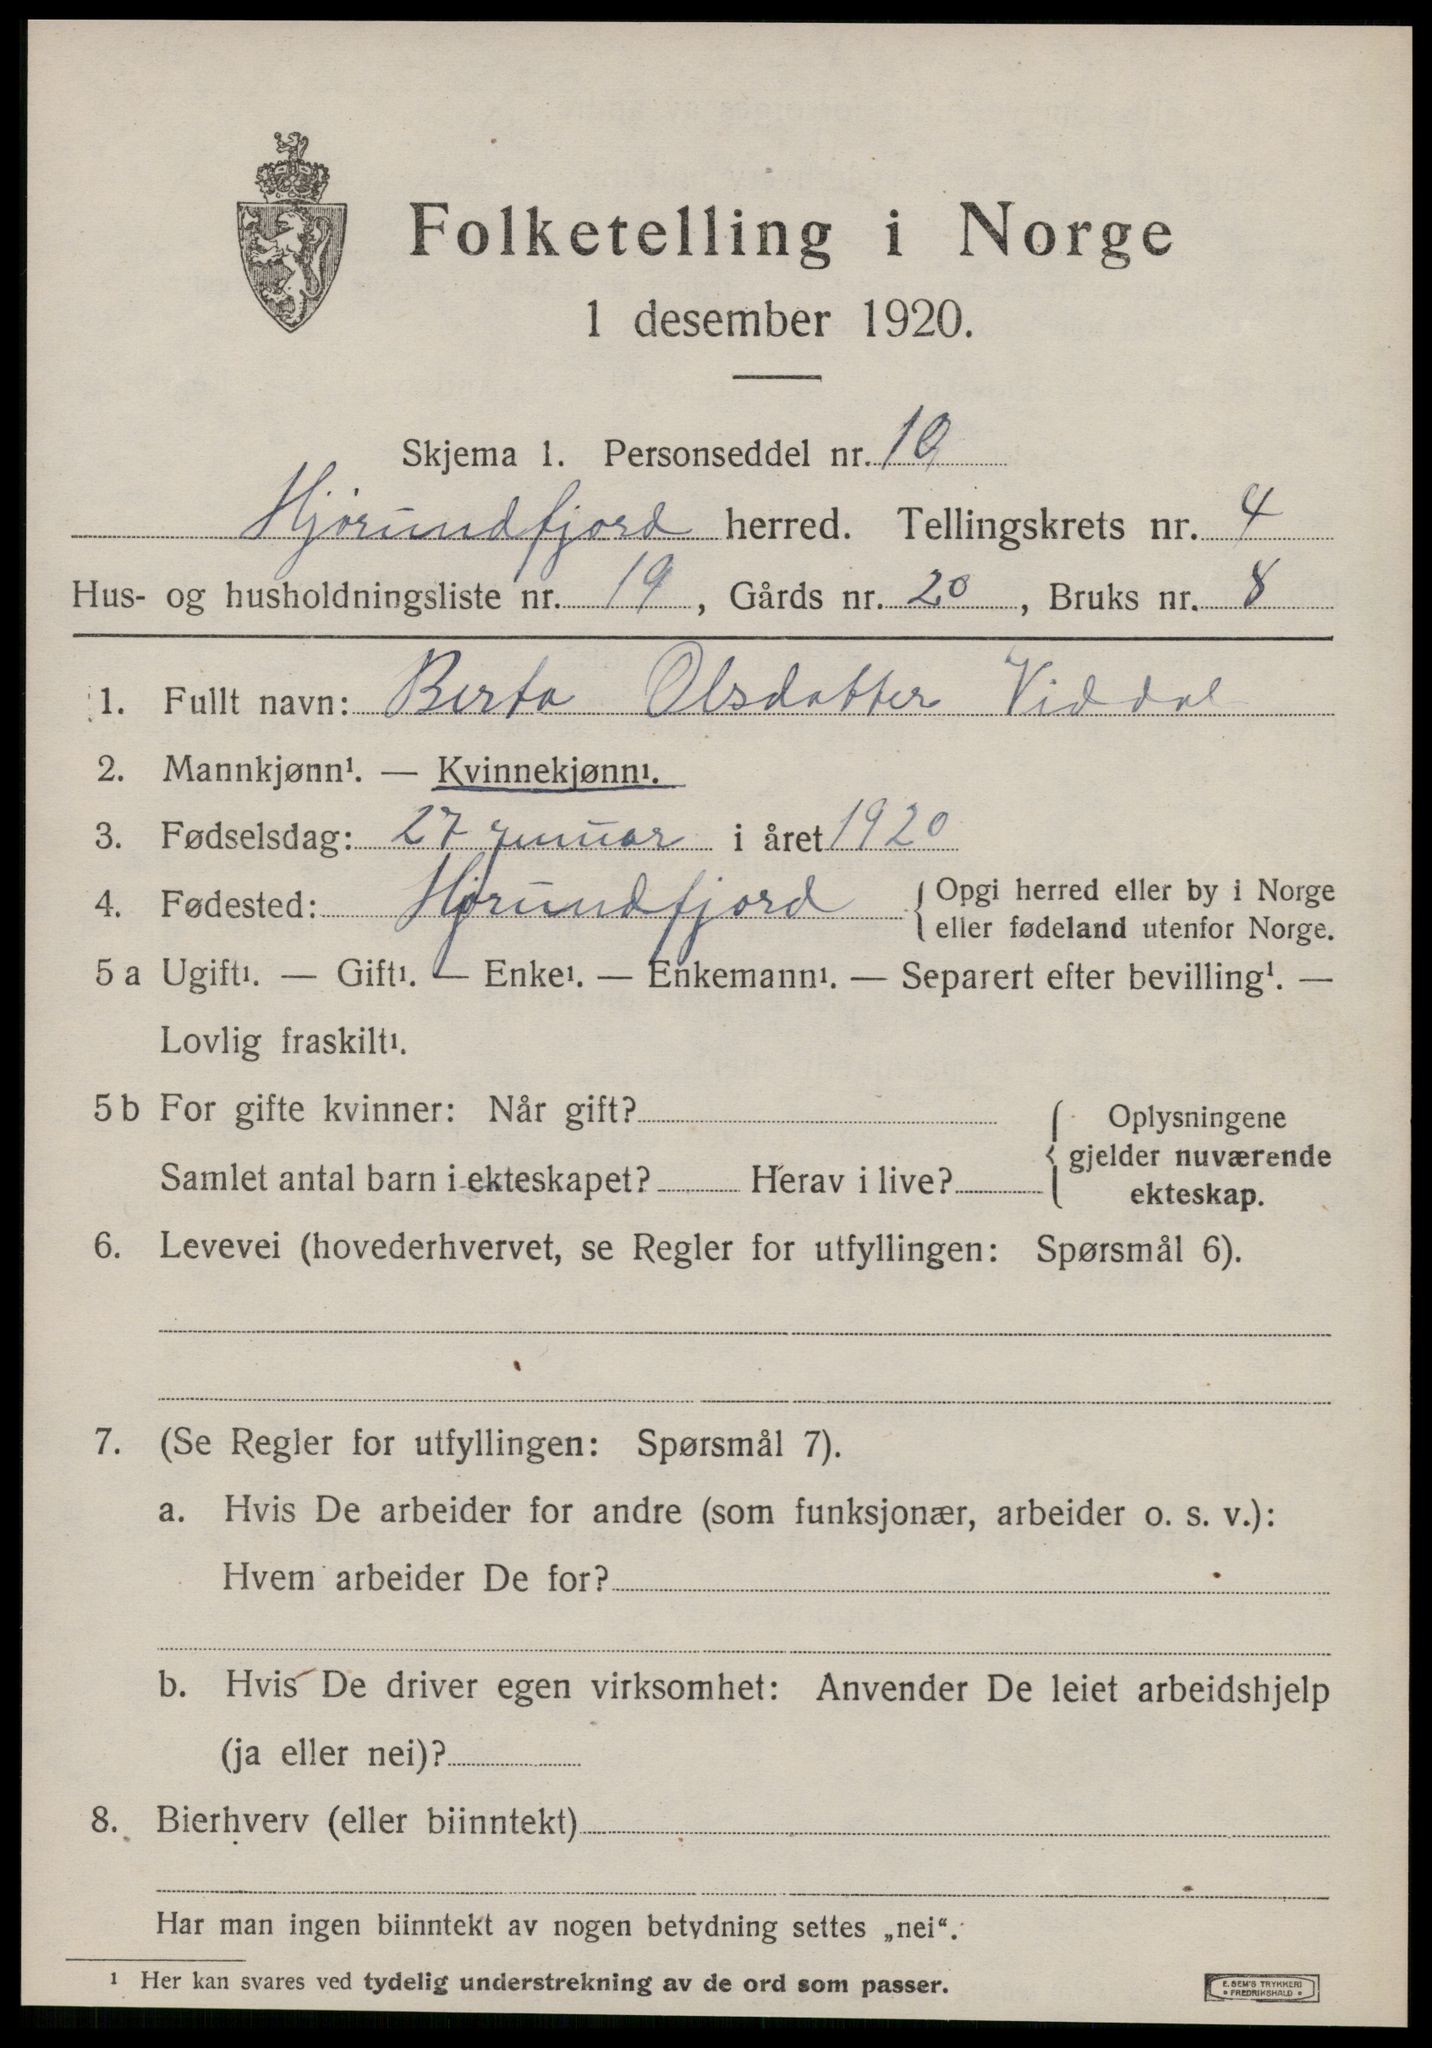 Folketelling i Norge
1 desember 1920.
Skjema 1. Personseddel nr. 10
Hjørundfjord herred. Tellingskrets nr. 4
Hus- og husholdningsliste nr. 19, Gårds nr. 20, Bruks nr. 8
1. Fullt navn: Berta Olsdatter Viddal
2. Mannkjønn¹. — Kvinnekjønn¹.
3. Fødselsdag: 27 januar i året 1920
4. Fødested: Hjørundfjord { Opgi herred eller by i Norge
eller fødeland utenfor Norge.
5 a Ugift¹. — Gift¹. — Enke¹. — Enkemann¹. — Separert efter bevilling¹. —
Lovlig fraskilt¹.
5 b For gifte kvinner: Når gift? { Oplysningene
gjelder nuværende
Samlet antal barn i ekteskapet? Herav i live? ekteskap.
6. Levevei (hovederhvervet, se Regler for utfyllingen: Spørsmål 6).
7. (Se Regler for utfyllingen: Spørsmål 7).
a. Hvis De arbeider for andre (som funksjonær, arbeider o. s. v.):
Hvem arbeider De for?
b. Hvis De driver egen virksomhet: Anvender De leiet arbeidshjelp
(ja eller nei)?
8. Bierhverv (eller biinntekt)
Har man ingen biinntekt av nogen betydning settes „nei“.
¹ Her kan svares ved tydelig understrekning av de ord som passer.
E. SEM'S TRYKKERI
FREDRIKSHALD